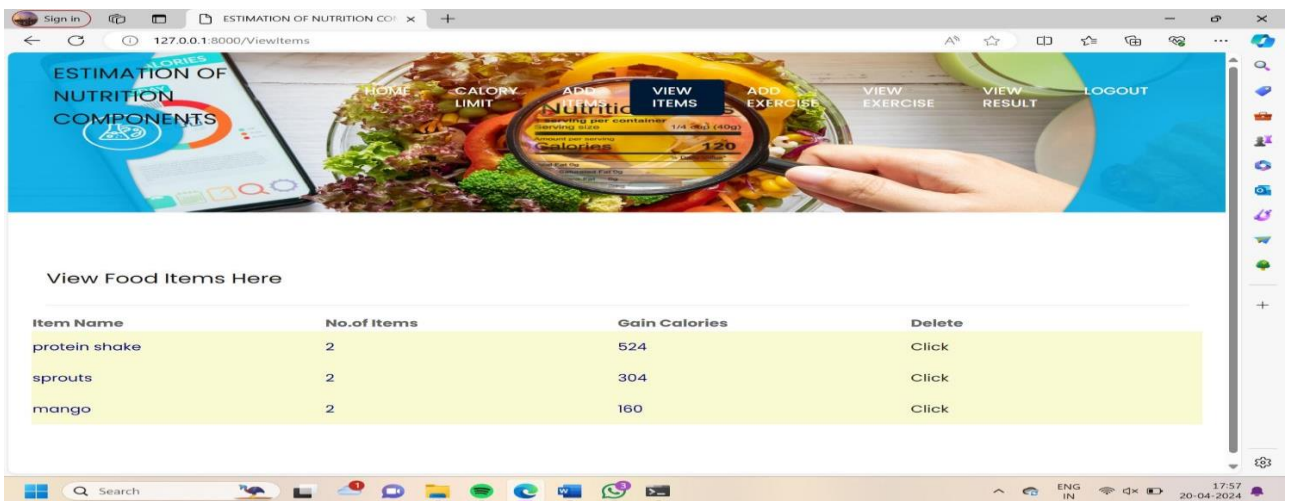 Sign in
ESTIMATION OF NUTRITION CO
127.0.0.1:8000/ViewItems
ESTIMATION OF
NUTRITION
COMPONENTS
CALORIES
HOME
CALORY
LIMIT
ADD
ITEMS
VIEW
ITEMS
ADD
EXERCISE
VIEW
EXERCISE
VIEW
RESULT
LOGOUT
serving per container
Serving size 1/4 cup (40g)
Amount per serving
Calories 120
View Food Items Here
Item Name No.of Items Gain Calories Delete
protein shake 2 524 Click
sprouts 2 304 Click
mango 2 160 Click
Search
ENG
IN
17:57
20-04-2024